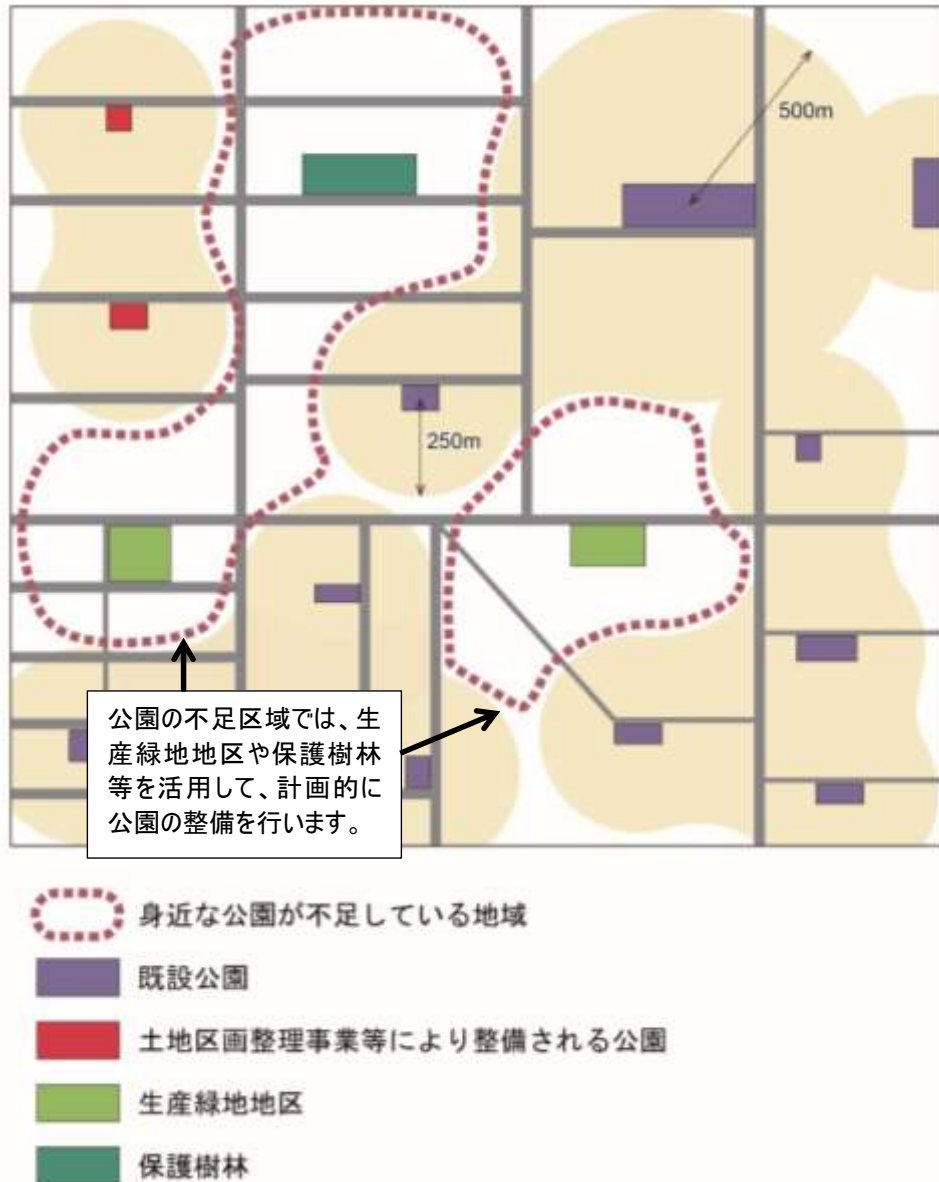 500m
250m
公園の不足区域では、生
産緑地地区や保護樹林
等を活用して、計画的に
公園の整備を行います。
身近な公園が不足している地域
既設公園
土地区画整理事業等により整備される公園
生産緑地地区
保護樹林